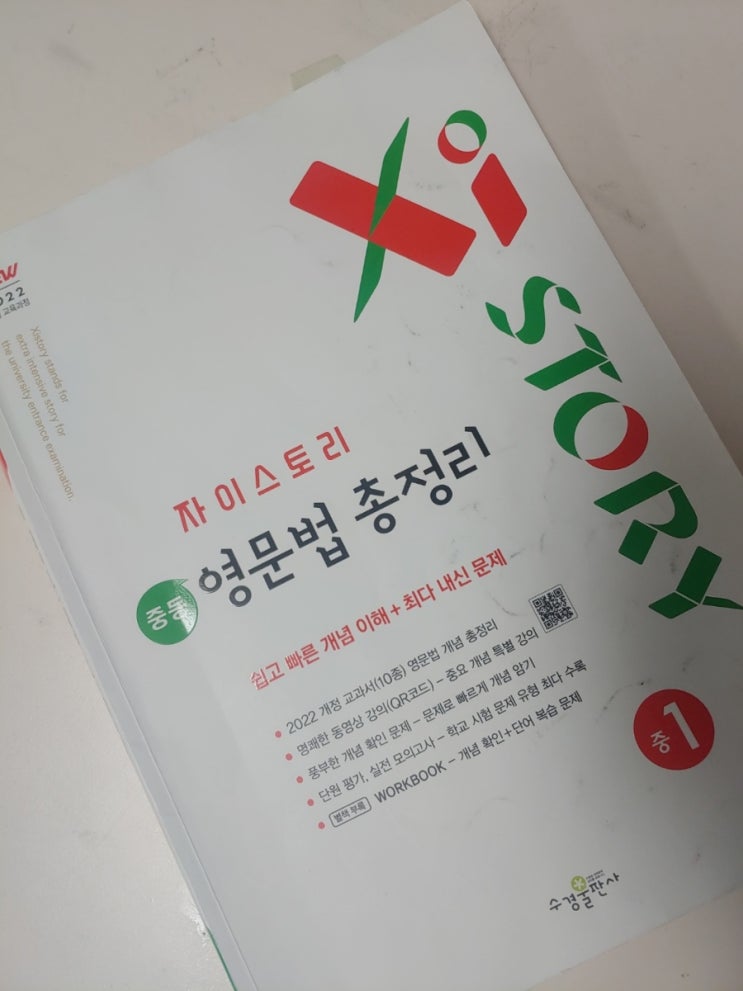 Xi
STORY
2022
교육과정
Xistory stands for
extra intensive story for
the university entrance examination.
자이스토리
중등 영문법 총정리
쉽고 빠른 개념 이해 + 최다 내신 문제
• 2022 개정 교과서(10종) 영문법 개념 총정리
• 명쾌한 동영상 강의(QR코드) – 중요 개념 특별 강의
• 풍부한 개념 확인 문제 – 문제로 빠르게 개념 암기
• 단원 평가, 실전 모의고사 – 학교 시험 문제 유형 최다 수록
• 별책 부록 WORKBOOK – 개념 확인+단어 복습 문제
중1
수경출판사